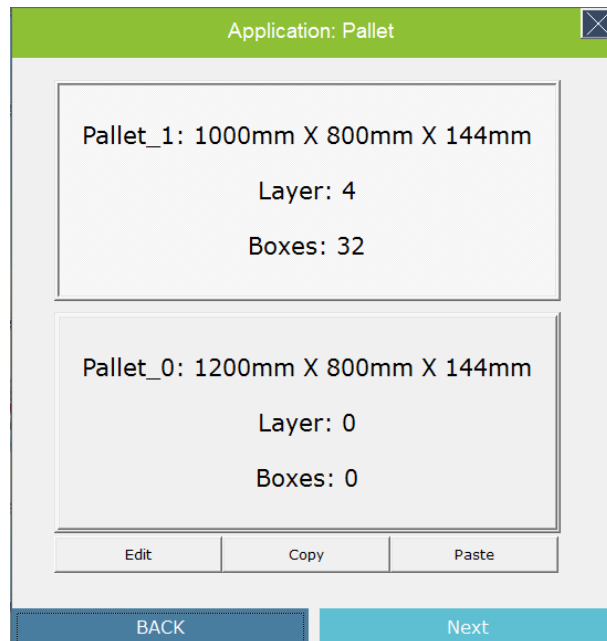 Application: Pallet
Pallet_1: 1000mm X 800mm X 144mm
Layer: 4
Boxes: 32
Pallet_0: 1200mm X 800mm X 144mm
Layer: 0
Boxes: 0
Edit Copy Paste
BACK Next